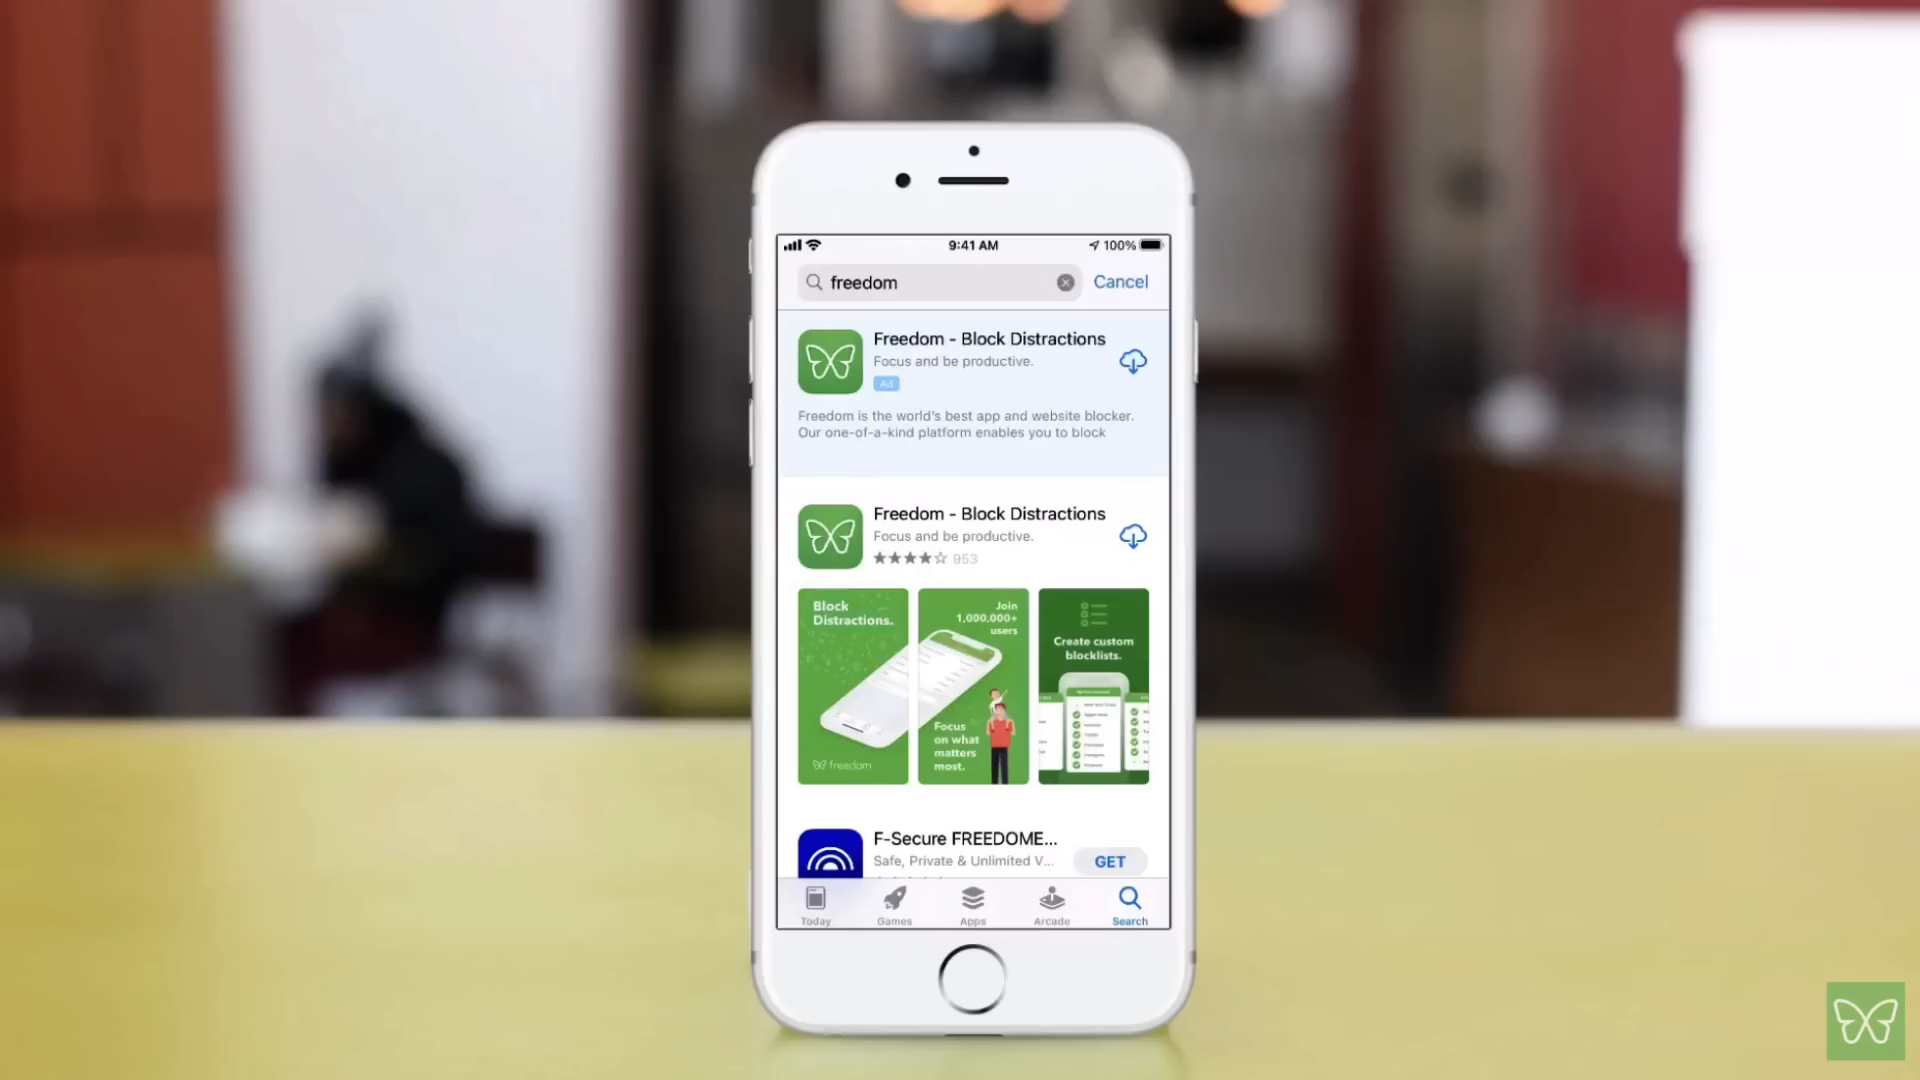 9:41 AM
100%
freedom
Cancel
Freedom - Block Distractions
Focus and be productive.
Ad
Freedom is the world's best app and website blocker.
Our one-of-a-kind platform enables you to block
Freedom - Block Distractions
Focus and be productive.
953
Block
Distractions.
freedom
Join
1,000,000+
users
Focus
on what
matters
most.
Create custom
blocklists.
F-Secure FREEDOME...
Safe, Private & Unlimited V...
GET
Today
Games
Apps
Arcade
Search